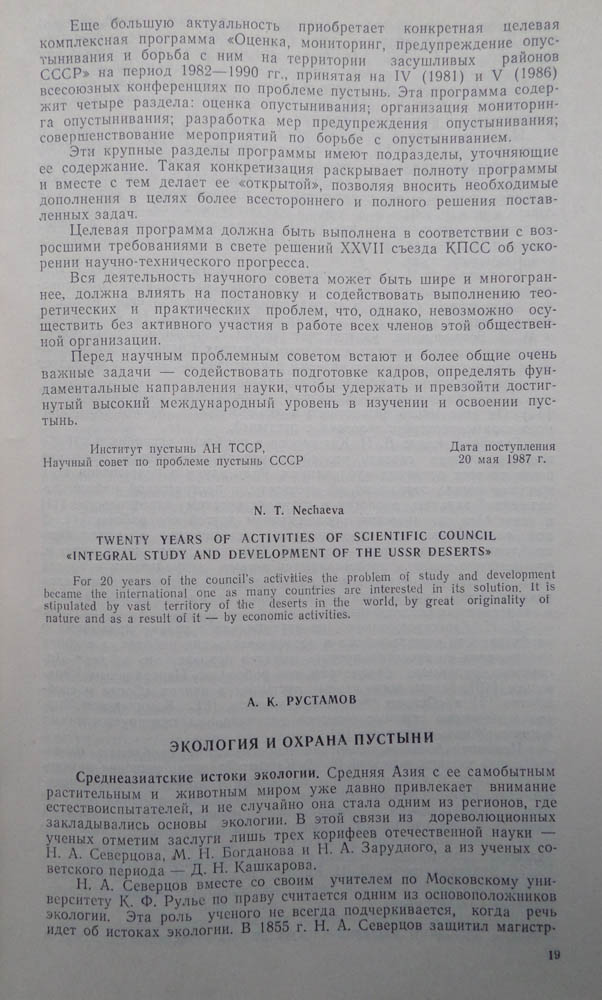 Еще большую актуальность приобретает конкретная целевая
комплексная программа «Оценка, мониторинг, предупреждение опус-
тынивания и борьба с ним на территории засушливых районов
СССР» на период 1982—1990 гг., принятая на IV (1981) и V (1986)
всесоюзных конференциях по проблеме пустынь. Эта программа содер-
жит четыре раздела: оценка опустынивания; организация мониторин-
га опустынивания; разработка мер предупреждения опустынивания;
совершенствование мероприятий по борьбе с опустыниванием.
Эти крупные разделы программы имеют подразделы, уточняющие
ее содержание. Такая конкретизация раскрывает полноту программы
и вместе с тем делает ее «открытой», позволяя вносить необходимые
дополнения в целях более всестороннего и полного решения постав-
ленных задач.
Целевая программа должна быть выполнена в соответствии с воз-
росшими требованиями в свете решений XXVII съезда КПСС об уско-
рении научно-технического прогресса.
Вся деятельность научного совета может быть шире и многогран-
нее, должна влиять на постановку и содействовать выполнению тео-
ретических и практических проблем, что, однако, невозможно осу-
ществить без активного участия в работе всех членов этой обществен-
ной организации.
Перед научным проблемным советом встают и более общие очень
важные задачи — содействовать подготовке кадров, определять фун-
даментальные направления науки, чтобы удержать и превзойти достиг-
нутый высокий международный уровень в изучении и освоении пус-
тынь.
Институт пустынь АН ТССР,
Научный совет по проблеме пустынь СССР
Дата поступления
20 мая 1987 г.
N. T. Nechaeva
TWENTY YEARS OF ACTIVITIES OF SCIENTIFIC COUNCIL
«INTEGRAL STUDY AND DEVELOPMENT OF THE USSR DESERTS»
For 20 years of the council's activities the problem of study and development
became the international one as many countries are interested in its solution. It is
stipulated by vast territory of the deserts in the world, by great originality of
nature and as a result of it — by economic activities.
А. К. РУСТАМОВ
ЭКОЛОГИЯ И ОХРАНА ПУСТЫНИ
Среднеазиатские истоки экологии. Средняя Азия с ее самобытным
растительным и животным миром уже давно привлекает внимание
естествоиспытателей, и не случайно она стала одним из регионов, где
закладывались основы экологии. В этой связи из дореволюционных
ученых отметим заслуги лишь трех корифеев отечественной науки —
Н. А. Северцова, М. Н. Богданова и Н. А. Зарудного, а из ученых со-
ветского периода — Д. Н. Кашкарова.
Н. А. Северцов вместе со своим учителем по Московскому уни-
верситету К. Ф. Рулье по праву считается одним из основоположников
экологии. Эта роль ученого не всегда подчеркивается, когда речь
идет об истоках экологии. В 1855 г. Н. А. Северцов защитил магистр-
19